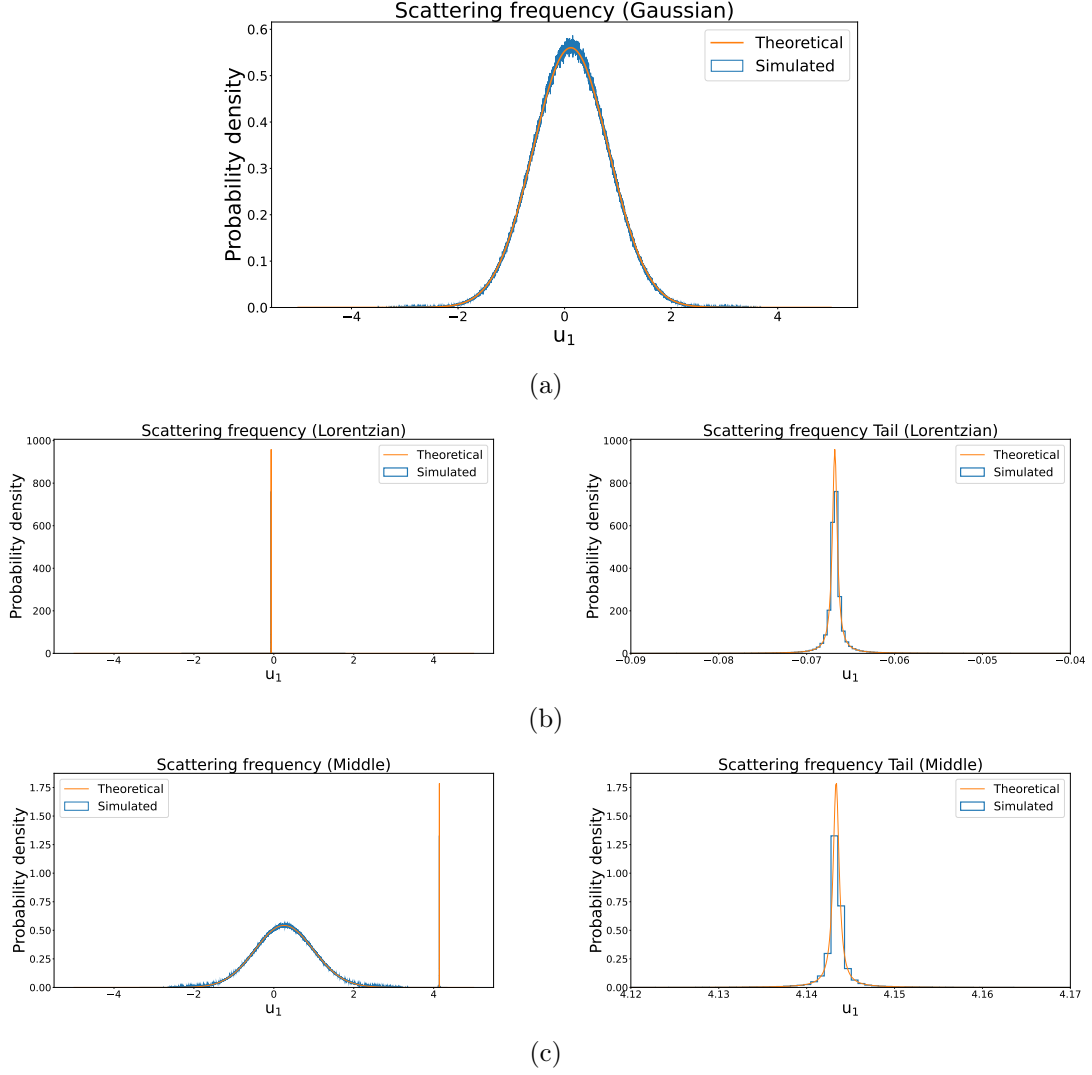 Scattering frequency (Gaussian)
Probability density
0.6
0.5
0.4
0.3
0.2
0.1
0.0
Theoretical
Simulated
−4 −2 0 2 4
u₁
(a)
Scattering frequency (Lorentzian)
Probability density
1000
800
600
400
200
0
Theoretical
Simulated
−4 −2 0 2 4
u₁
Scattering frequency Tail (Lorentzian)
Probability density
1000
800
600
400
200
0
Theoretical
Simulated
−0.09 −0.08 −0.07 −0.06 −0.05 −0.04
u₁
(b)
Scattering frequency (Middle)
Probability density
1.75
1.50
1.25
1.00
0.75
0.50
0.25
0.00
Theoretical
Simulated
−4 −2 0 2 4
u₁
Scattering frequency Tail (Middle)
Probability density
1.75
1.50
1.25
1.00
0.75
0.50
0.25
0.00
Theoretical
Simulated
4.12 4.13 4.14 4.15 4.16 4.17
u₁
(c)